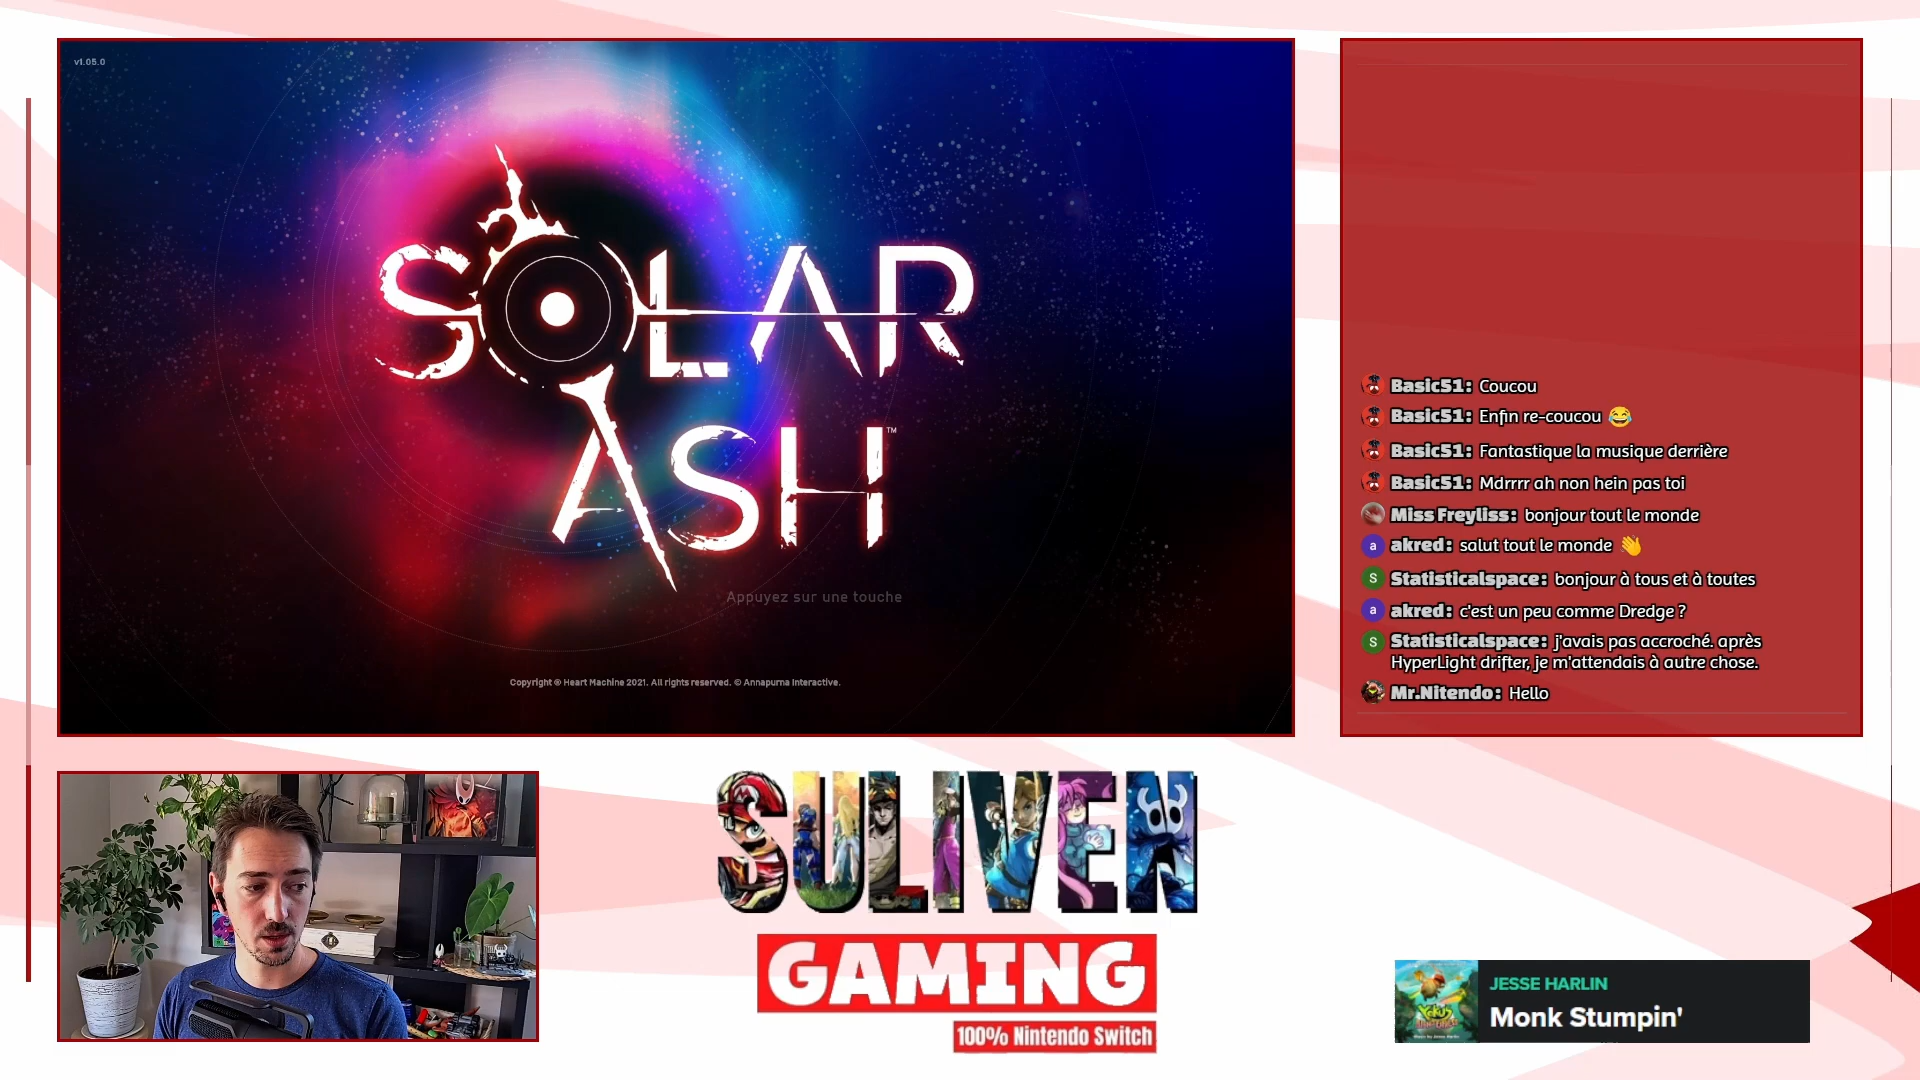 v1.05.0
SOLAR
ASH™
Appuyez sur une touche
Copyright © Heart Machine 2021. All rights reserved. © Annapurna Interactive.
Basic51: Coucou
Basic51: Enfin re-coucou 😂
Basic51: Fantastique la musique derrière
Basic51: Mdrrrr ah non hein pas toi
Miss Freyliss: bonjour tout le monde
a akred: salut tout le monde 👋
S Statisticalspace: bonjour à tous et à toutes
a akred: c'est un peu comme Dredge ?
S Statisticalspace: j'avais pas accroché. après
HyperLight drifter, je m'attendais à autre chose.
Mr.Nitendo: Hello
SULIVEN
GAMING
100% Nintendo Switch
JESSE HARLIN
Monk Stumpin'